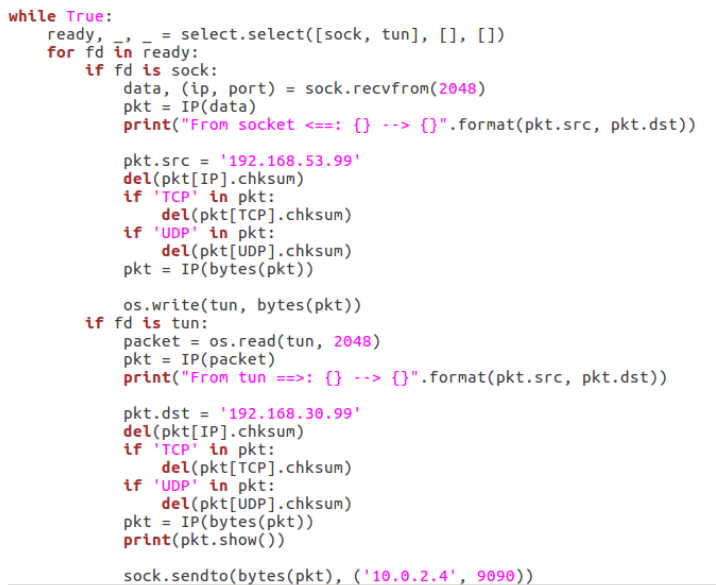 while True:
    ready, _, _ = select.select([sock, tun], [], [])
    for fd in ready:
        if fd is sock:
            data, (ip, port) = sock.recvfrom(2048)
            pkt = IP(data)
            print("From socket <==: {} --> {}".format(pkt.src, pkt.dst))

            pkt.src = '192.168.53.99'
            del(pkt[IP].chksum)
            if 'TCP' in pkt:
                del(pkt[TCP].chksum)
            if 'UDP' in pkt:
                del(pkt[UDP].chksum)
            pkt = IP(bytes(pkt))

            os.write(tun, bytes(pkt))
        if fd is tun:
            packet = os.read(tun, 2048)
            pkt = IP(packet)
            print("From tun ==>: {} --> {}".format(pkt.src, pkt.dst))

            pkt.dst = '192.168.30.99'
            del(pkt[IP].chksum)
            if 'TCP' in pkt:
                del(pkt[TCP].chksum)
            if 'UDP' in pkt:
                del(pkt[UDP].chksum)
            pkt = IP(bytes(pkt))
            print(pkt.show())

            sock.sendto(bytes(pkt), ('10.0.2.4', 9090))